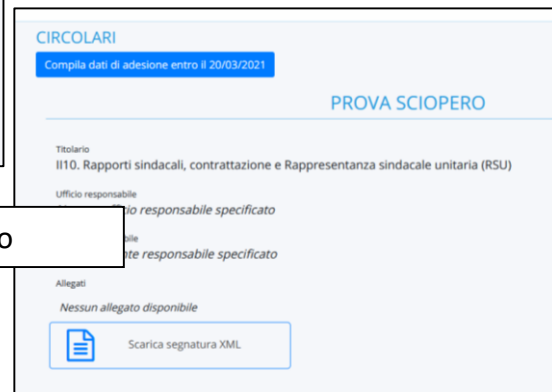 CIRCOLARI
Compila dati di adesione entro il 20/03/2021
PROVA SCIOPERO
Titolario
II10. Rapporti sindacali, contrattazione e Rappresentanza sindacale unitaria (RSU)
Ufficio responsabile
responsabile specificato
o
responsabile specificato
Allegati
Nessun allegato disponibile
Scarica segnatura XML